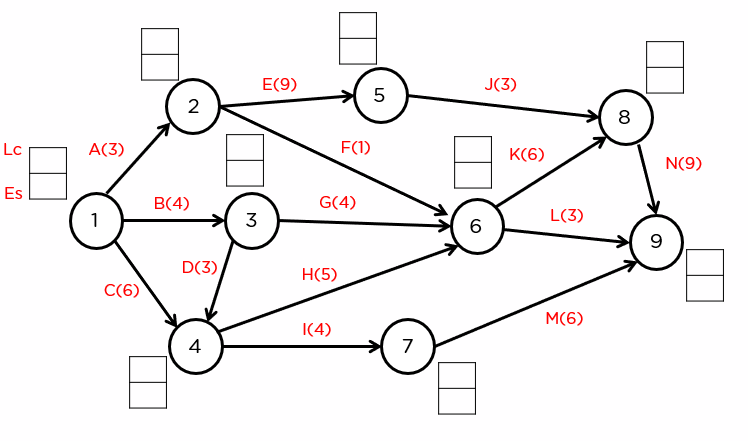 E(9)
J(3)
2
5
8
Lc
A(3)
F(1)
K(6)
N(9)
Es
B(4)
G(4)
L(3)
1
3
6
9
D(3)
C(6)
H(5)
I(4)
M(6)
4
7